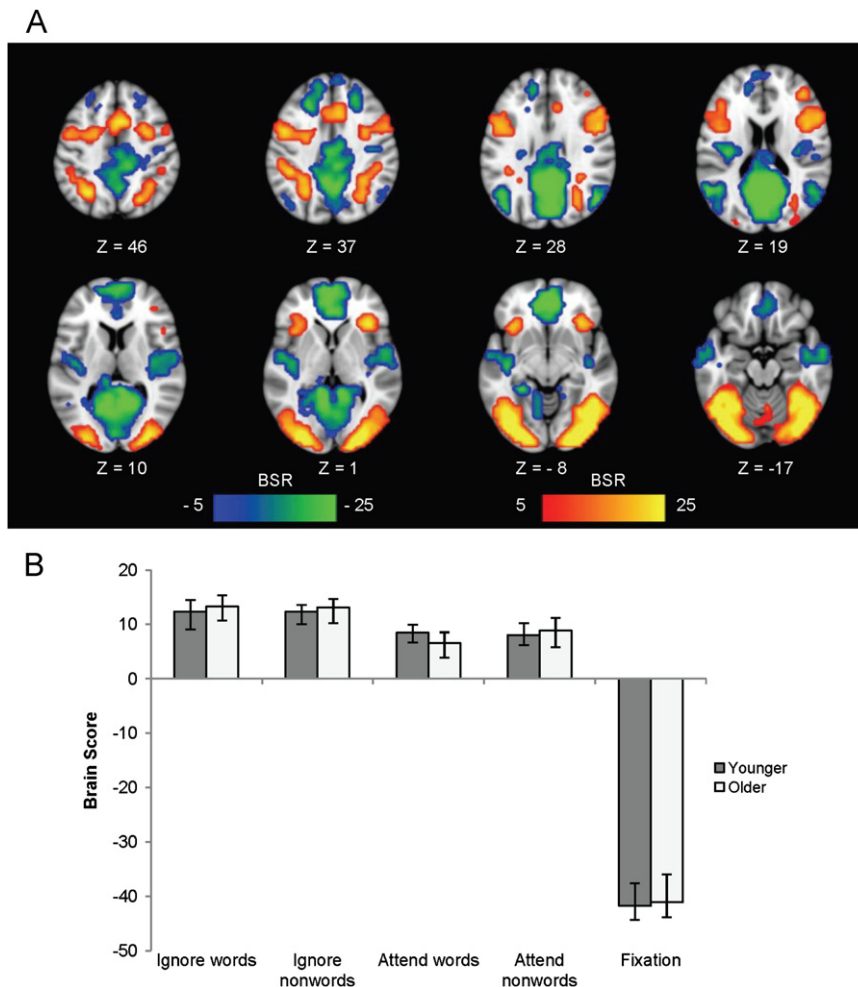 A
Z = 46 Z = 37 Z = 28 Z = 19
Z = 10 Z = 1 Z = - 8 Z = -17
BSR BSR
- 5 - 25 5 25
B
20
10
0
-10
-20
-30
-40
-50
Brain Score
Younger
Older
Ignore words Ignore nonwords Attend words Attend nonwords Fixation